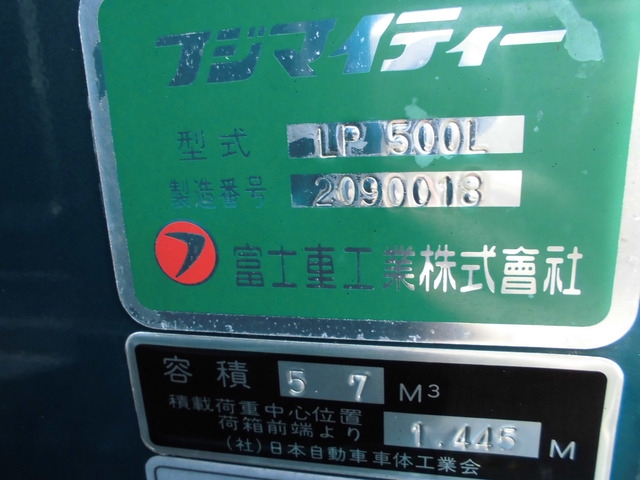 フジマイティー
型式 LP 500L
製造番号 2090018
富士重工業株式會社
容積 5.7 M3
積載荷重中心位置
荷箱前端より 1.445 M
(社)日本自動車車体工業会